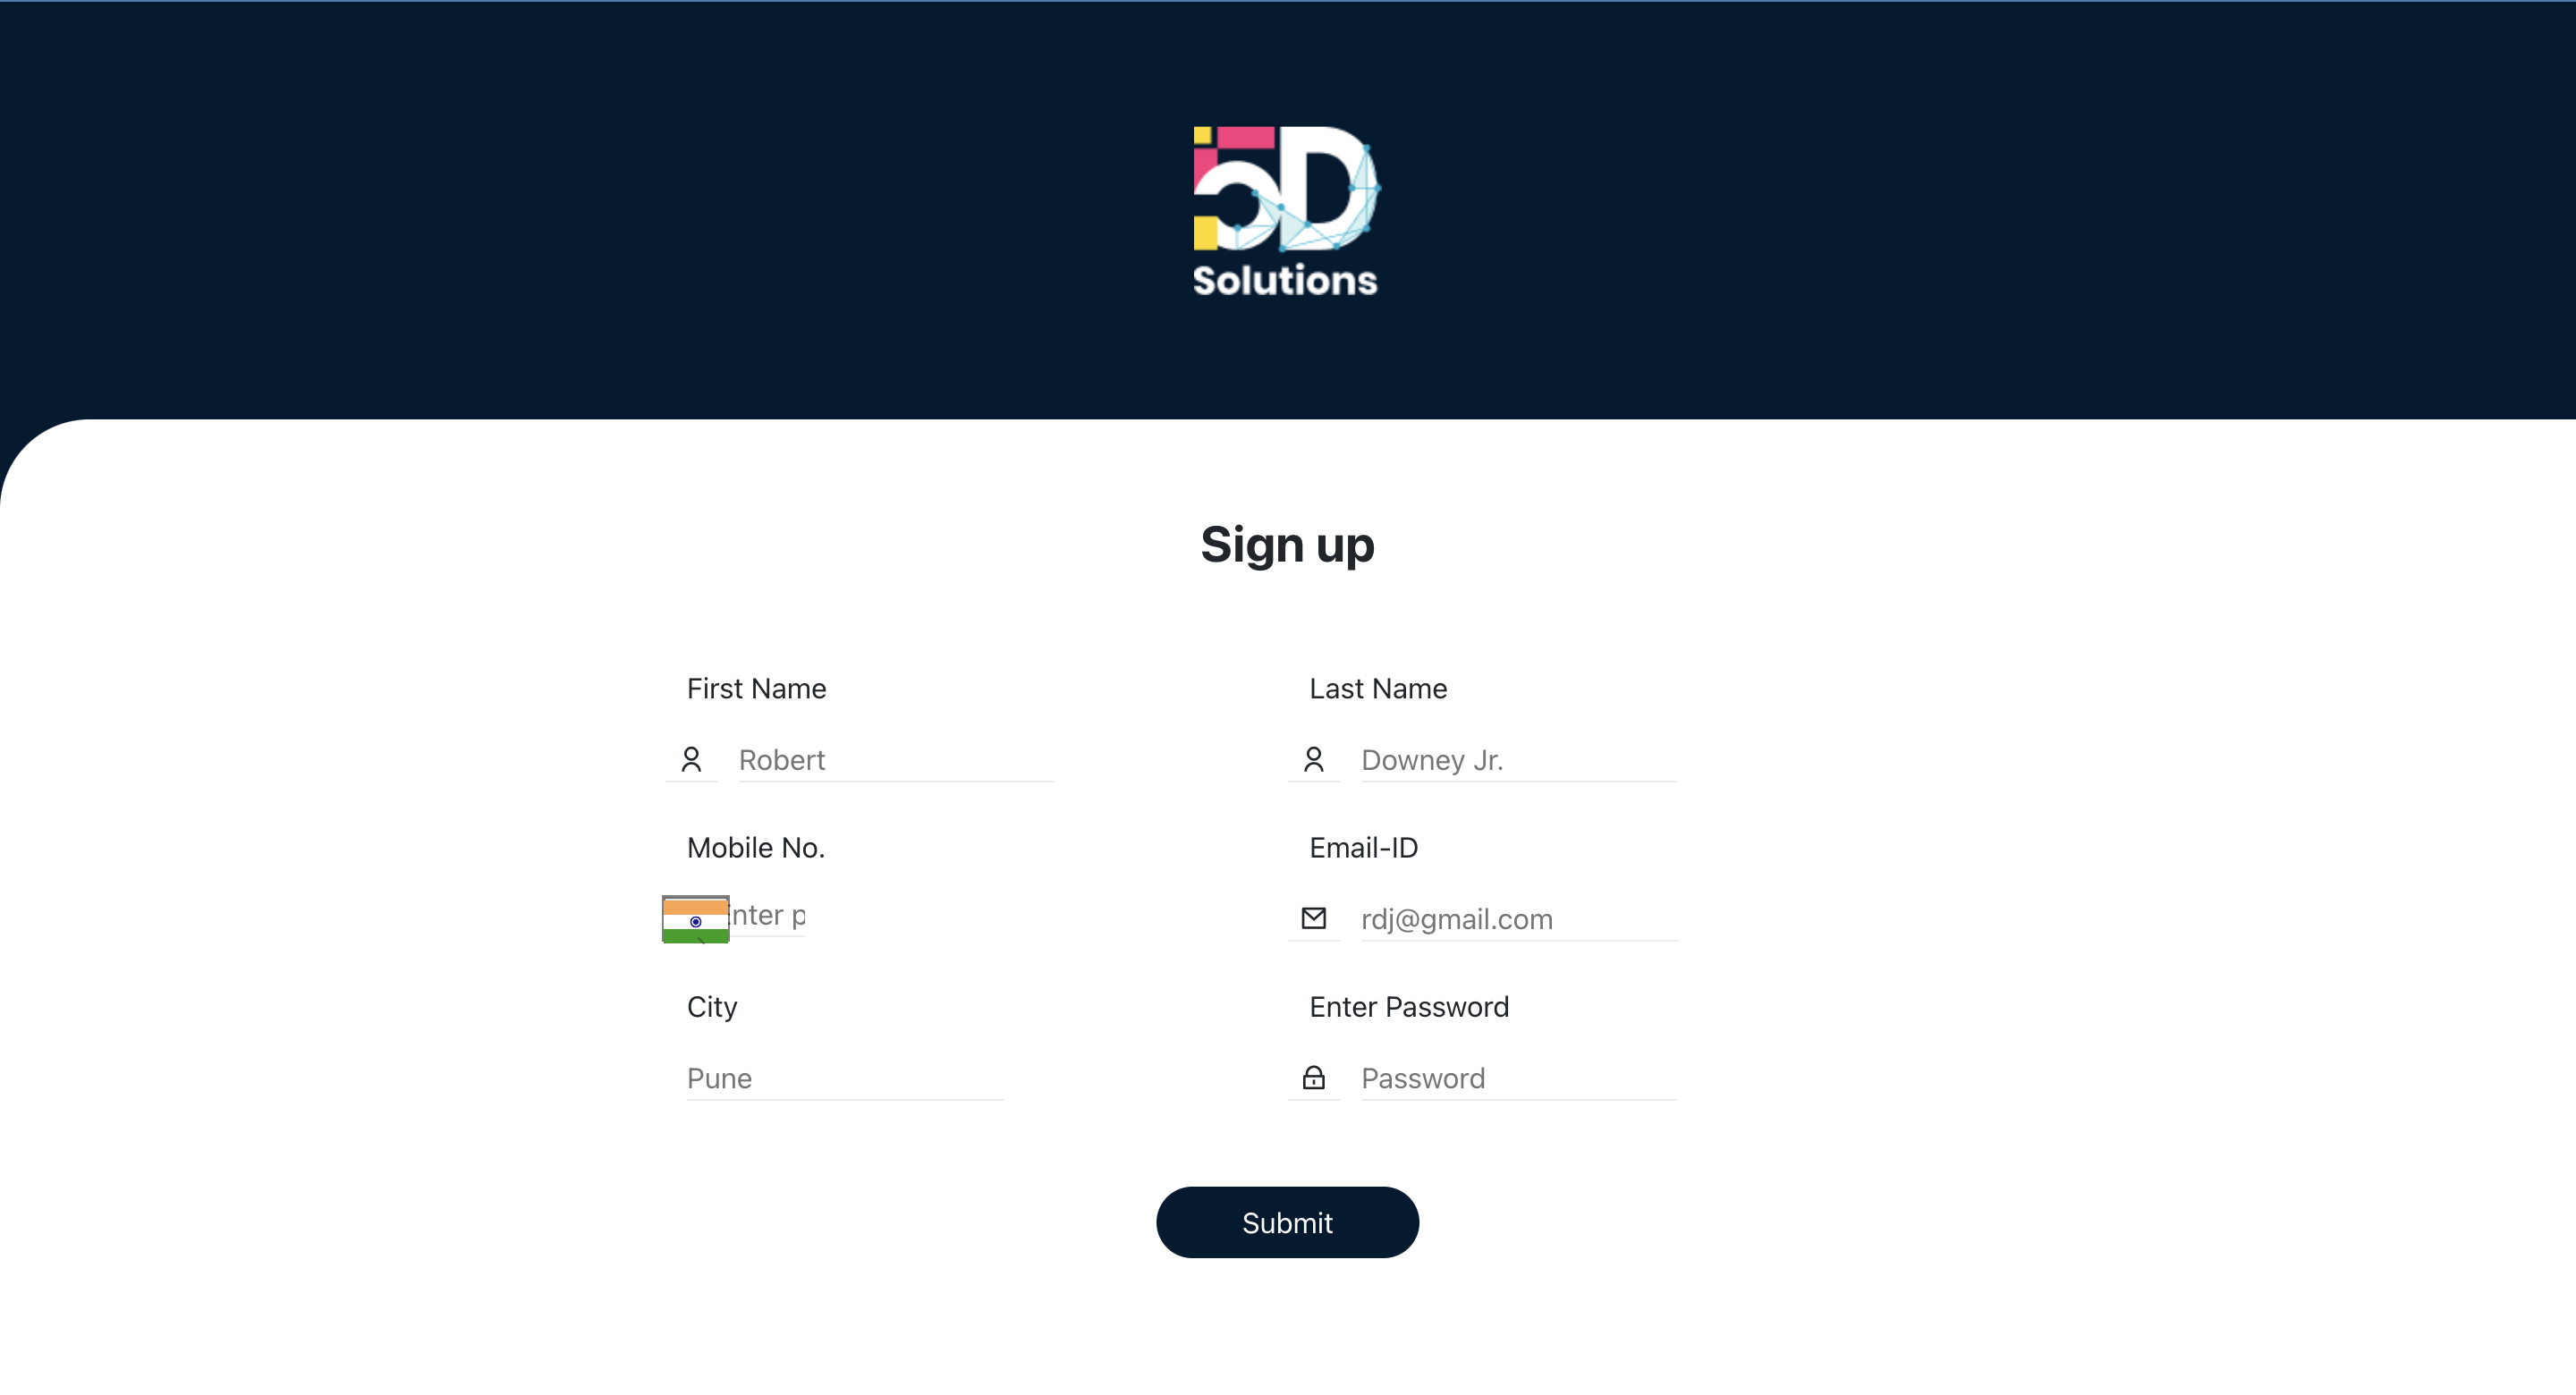 5D
Solutions
Sign up
First Name
Last Name
Robert
Downey Jr.
Mobile No.
Email-ID
nter p
rdj@gmail.com
City
Enter Password
Pune
Password
Submit